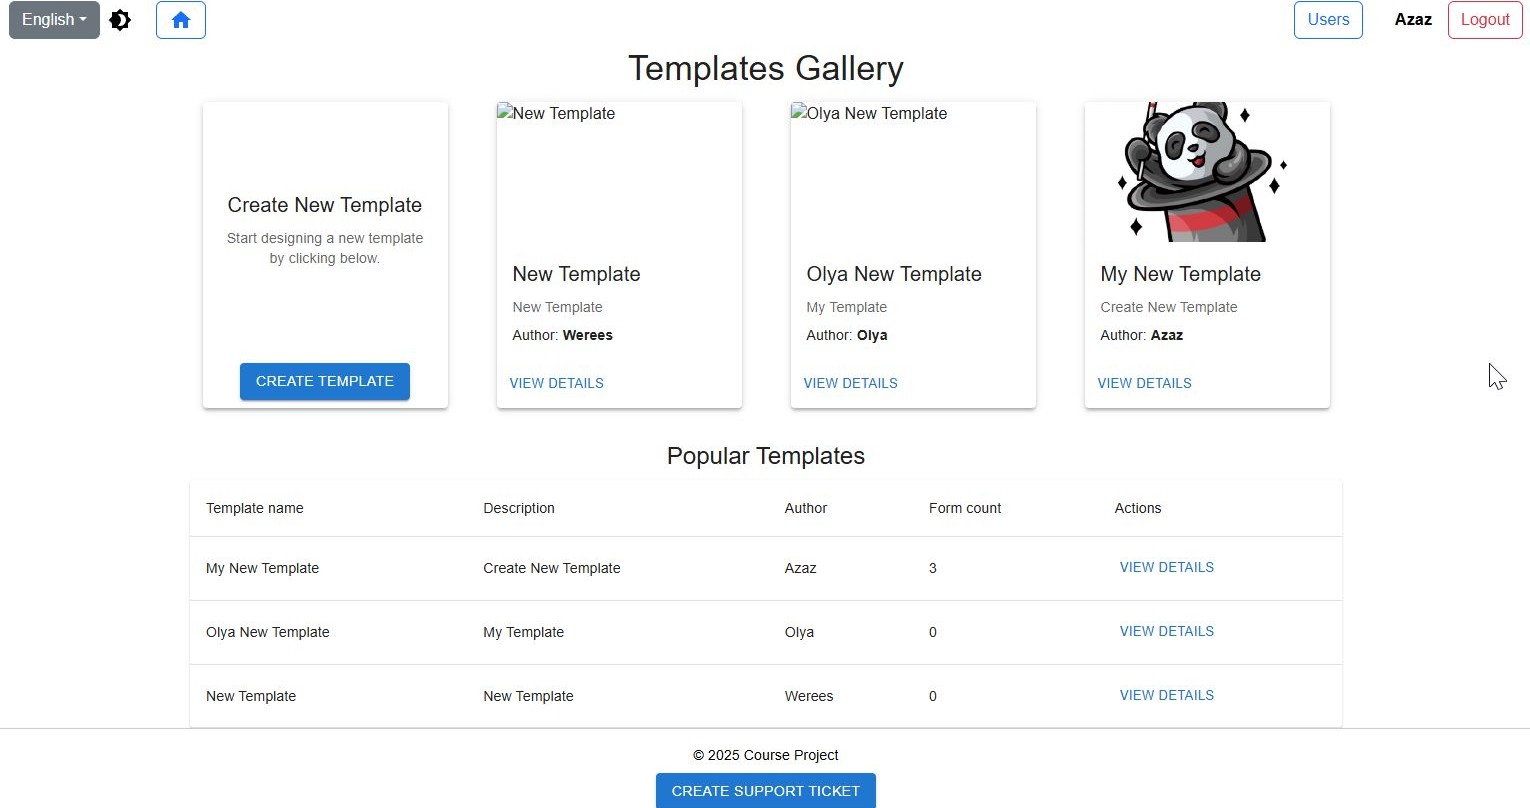 English
Users
Azaz
Logout
Templates Gallery
Create New Template
Start designing a new template
by clicking below.
CREATE TEMPLATE
New Template
New Template
New Template
Author: Werees
VIEW DETAILS
Olya New Template
Olya New Template
My Template
Author: Olya
VIEW DETAILS
My New Template
Create New Template
Author: Azaz
VIEW DETAILS
Popular Templates
Template name Description Author Form count Actions
My New Template Create New Template Azaz 3 VIEW DETAILS
Olya New Template My Template Olya 0 VIEW DETAILS
New Template New Template Werees 0 VIEW DETAILS
© 2025 Course Project
CREATE SUPPORT TICKET